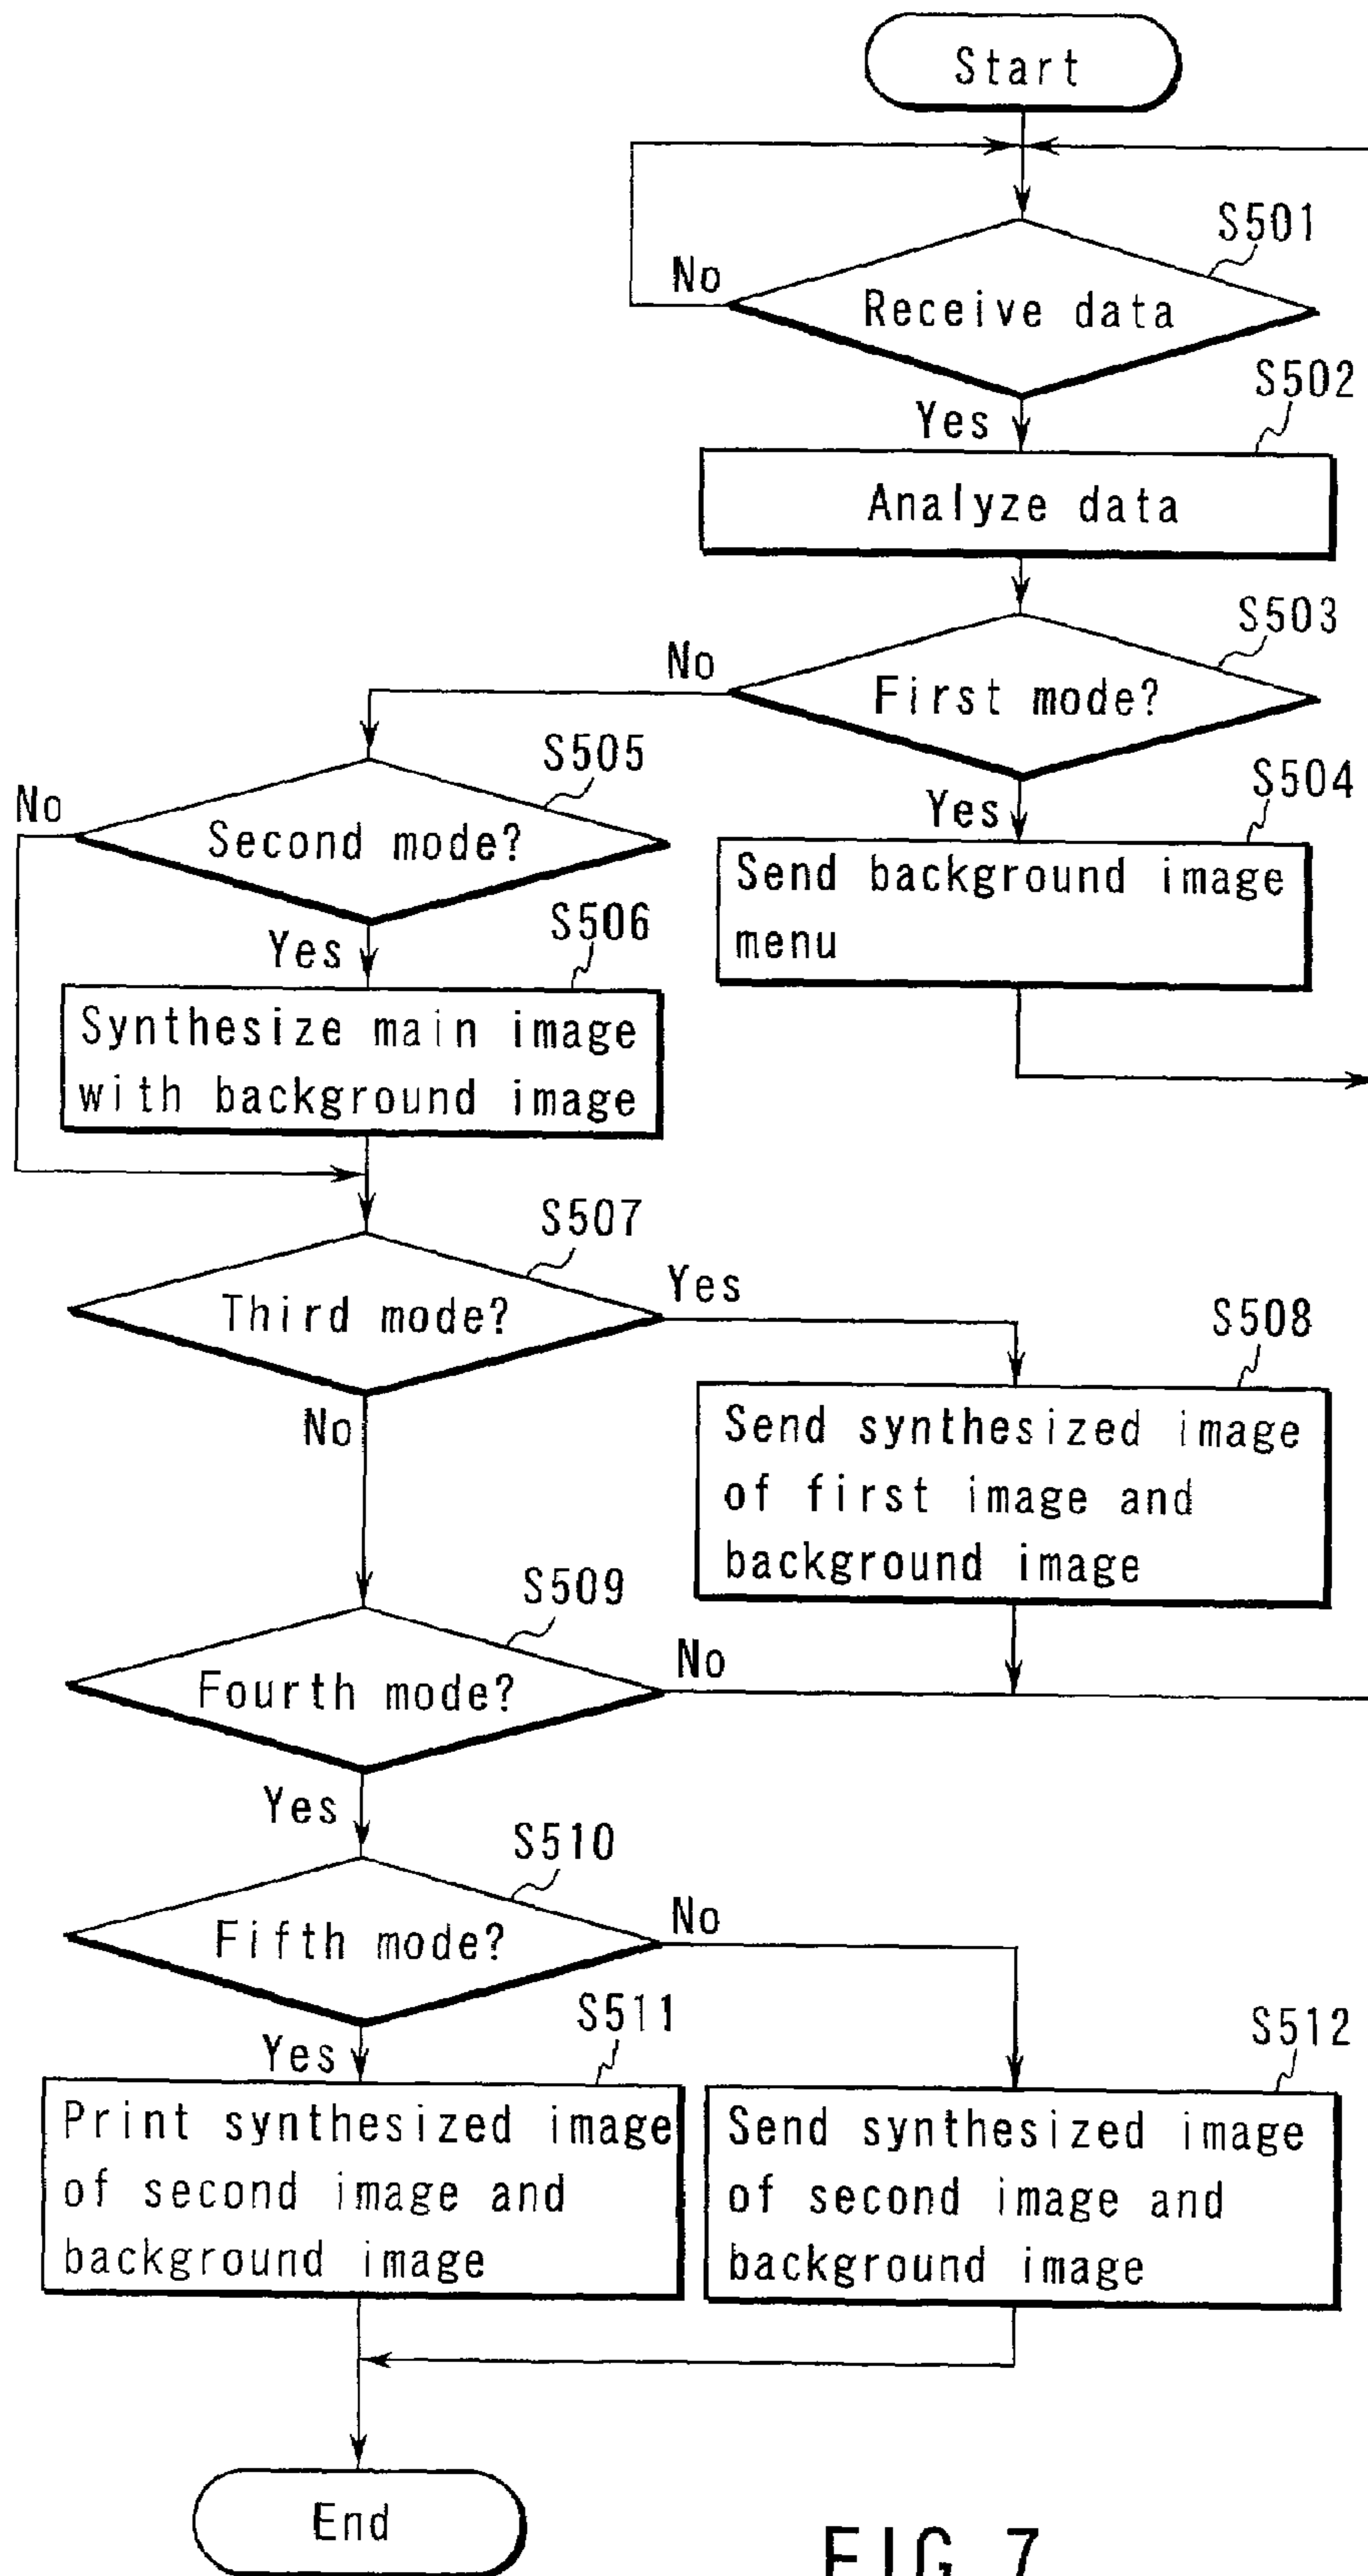 Start
S501
No
Receive data
S502
Yes
Analyze data
S503
No
First mode?
S505
No
Second mode?
S504
Yes
Send background image
menu
S506
Yes
Synthesize main image
with background image
S507
Yes
Third mode?
No
S508
Send synthesized image
of first image and
background image
S509
No
Fourth mode?
Yes
S510
No
Fifth mode?
S511
Yes
Print synthesized image
of second image and
background image
S512
Send synthesized image
of second image and
background image
End
FIG. 7